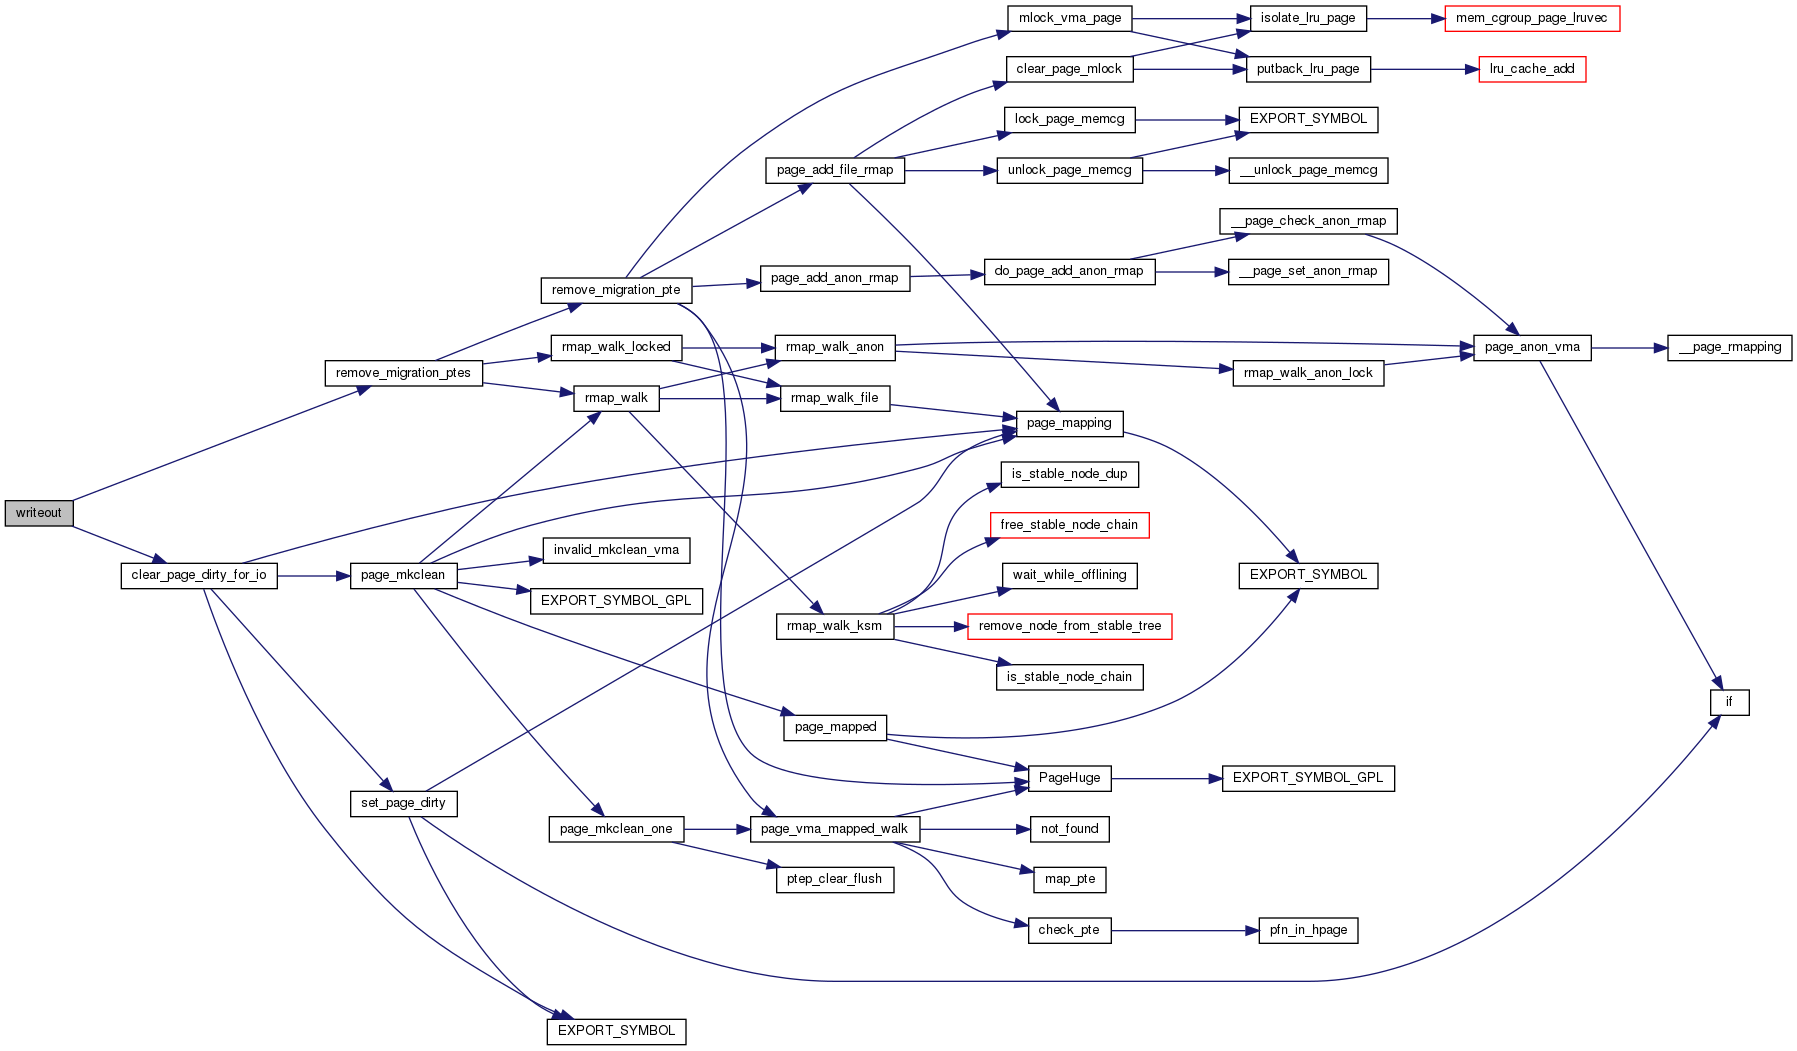 mlock_vma_page
isolate_lru_page
mem_cgroup_page_lruvec
clear_page_mlock
putback_lru_page
lru_cache_add
lock_page_memcg
EXPORT_SYMBOL
page_add_file_rmap
unlock_page_memcg
__unlock_page_memcg
__page_check_anon_rmap
page_add_anon_rmap
do_page_add_anon_rmap
__page_set_anon_rmap
remove_migration_pte
rmap_walk_locked
rmap_walk_anon
page_anon_vma
__page_rmapping
remove_migration_ptes
rmap_walk_anon_lock
rmap_walk
rmap_walk_file
page_mapping
is_stable_node_dup
writeout
free_stable_node_chain
invalid_mkclean_vma
clear_page_dirty_for_io
page_mkclean
wait_while_offlining
EXPORT_SYMBOL
EXPORT_SYMBOL_GPL
rmap_walk_ksm
remove_node_from_stable_tree
is_stable_node_chain
if
page_mapped
PageHuge
EXPORT_SYMBOL_GPL
set_page_dirty
page_mkclean_one
page_vma_mapped_walk
not_found
ptep_clear_flush
map_pte
check_pte
pfn_in_hpage
EXPORT_SYMBOL